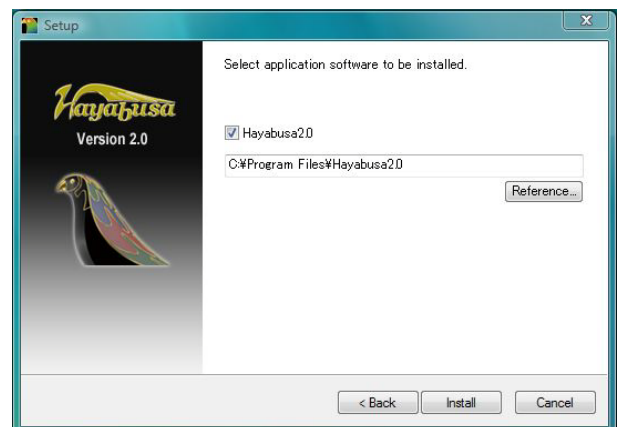 Setup
Select application software to be installed.
Hayabusa
Version 2.0
Hayabusa2.0
C:¥Program Files¥Hayabusa2.0
Reference...
< Back
Install
Cancel